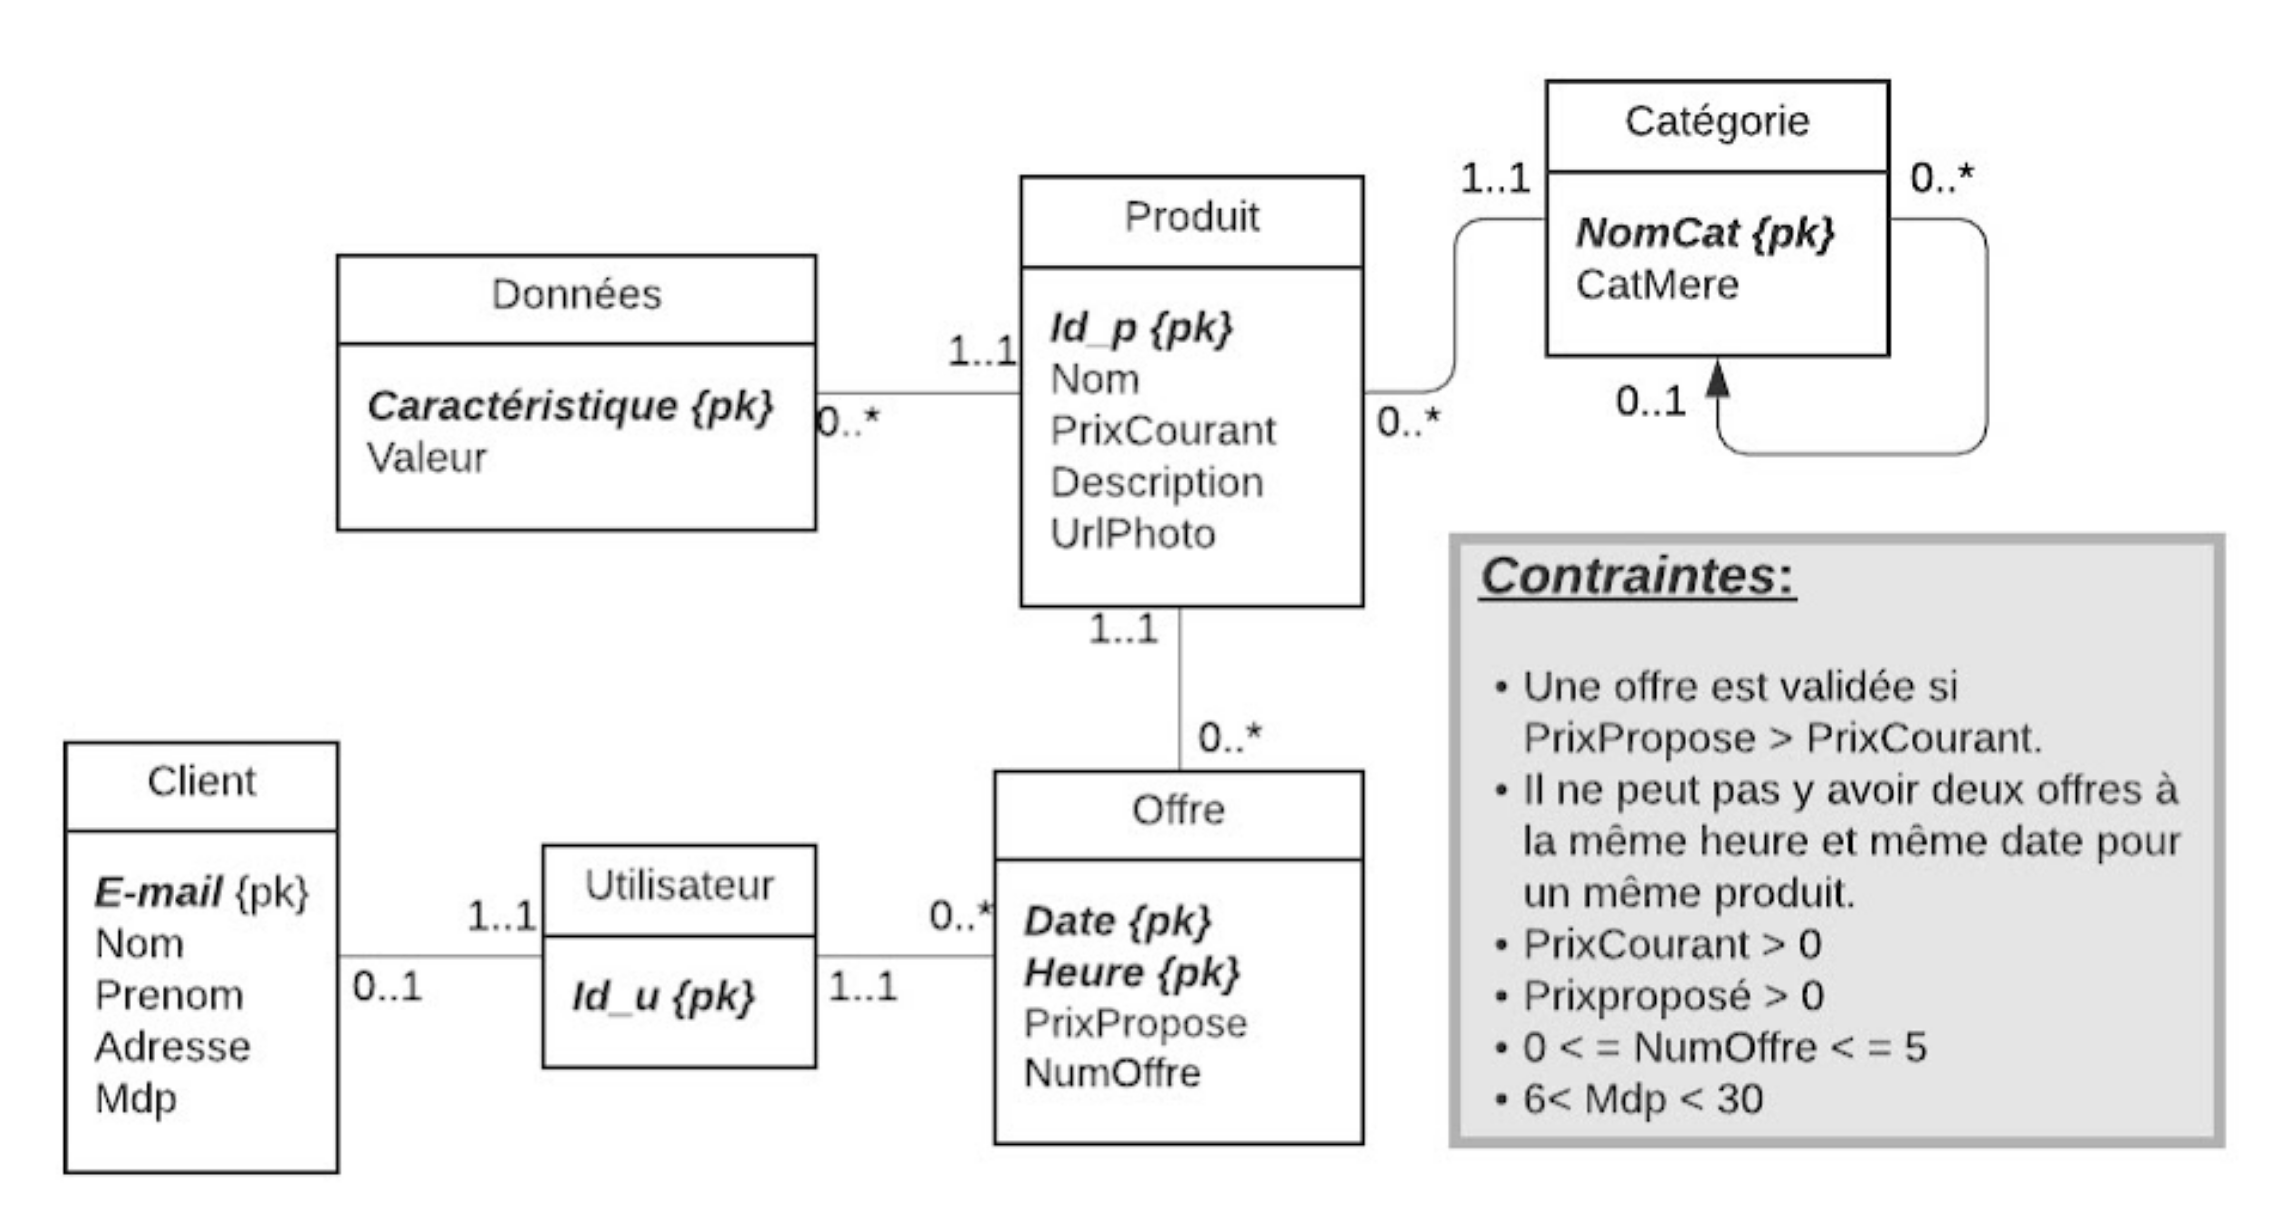 Catégorie
1..1
0..*
NomCat {pk}
CatMere
0..1
Produit
Id_p {pk}
Nom
PrixCourant
Description
UrlPhoto
1..1
0..*
Données
Caractéristique {pk}
Valeur
0..*
1..1
0..*
Client
E-mail {pk}
Nom
Prenom
Adresse
Mdp
0..1
1..1
Utilisateur
Id_u {pk}
1..1
0..*
Offre
Date {pk}
Heure {pk}
PrixPropose
NumOffre
Contraintes:
• Une offre est validée si
PrixPropose > PrixCourant.
• Il ne peut pas y avoir deux offres à
la même heure et même date pour
un même produit.
• PrixCourant > 0
• Prixproposé > 0
• 0 < = NumOffre < = 5
• 6< Mdp < 30